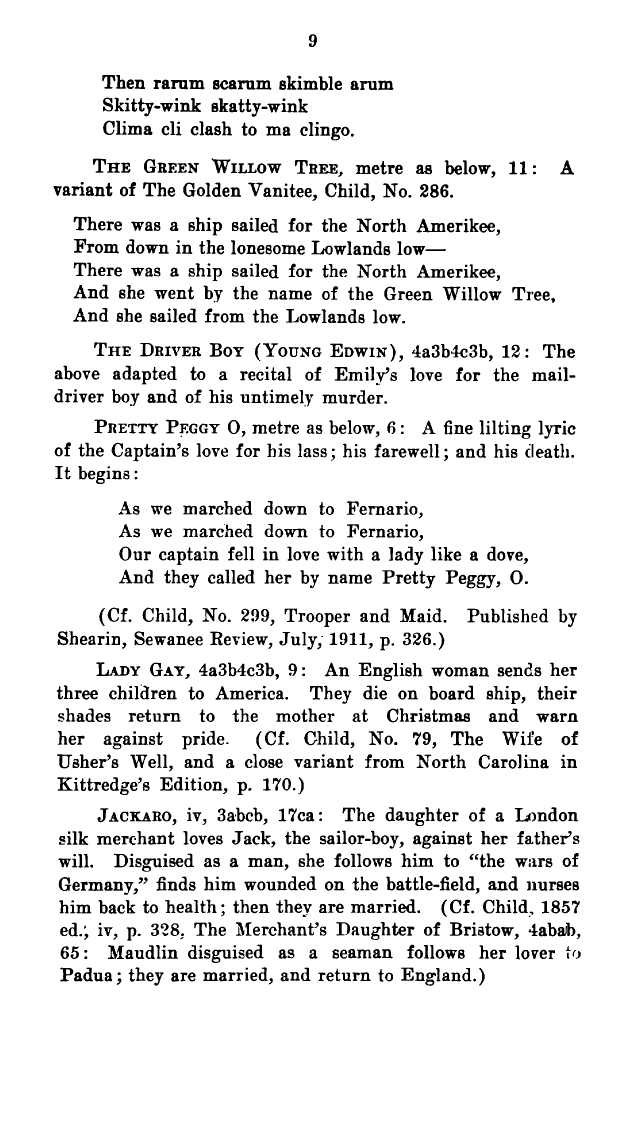 9
Then rarum scarum skimble arum
Skitty-wink skatty-wink
Clima cli clash to ma clingo.
THE GREEN WILLOW TREE, metre as below, 11: A
variant of The Golden Vanitee, Child, No. 286.
There was a ship sailed for the North Amerikee,
From down in the lonesome Lowlands low—
There was a ship sailed for the North Amerikee,
And she went by the name of the Green Willow Tree,
And she sailed from the Lowlands low.
THE DRIVER BOY (YOUNG EDWIN), 4a3b4c3b, 12: The
above adapted to a recital of Emily's love for the mail-
driver boy and of his untimely murder.
PRETTY PEGGY O, metre as below, 6: A fine lilting lyric
of the Captain's love for his lass; his farewell; and his death.
It begins:
As we marched down to Fernario,
As we marched down to Fernario,
Our captain fell in love with a lady like a dove,
And they called her by name Pretty Peggy, O.
(Cf. Child, No. 299, Trooper and Maid. Published by
Shearin, Sewanee Review, July, 1911, p. 326.)
LADY GAY, 4a3b4c3b, 9: An English woman sends her
three children to America. They die on board ship, their
shades return to the mother at Christmas and warn
her against pride. (Cf. Child, No. 79, The Wife of
Usher's Well, and a close variant from North Carolina in
Kittredge's Edition, p. 170.)
JACKARO, iv, 3abcb, 17ca: The daughter of a London
silk merchant loves Jack, the sailor-boy, against her father's
will. Disguised as a man, she follows him to "the wars of
Germany," finds him wounded on the battle-field, and nurses
him back to health; then they are married. (Cf. Child, 1857
ed., iv, p. 328, The Merchant's Daughter of Bristow, 4abab,
65: Maudlin disguised as a seaman follows her lover to
Padua; they are married, and return to England.)